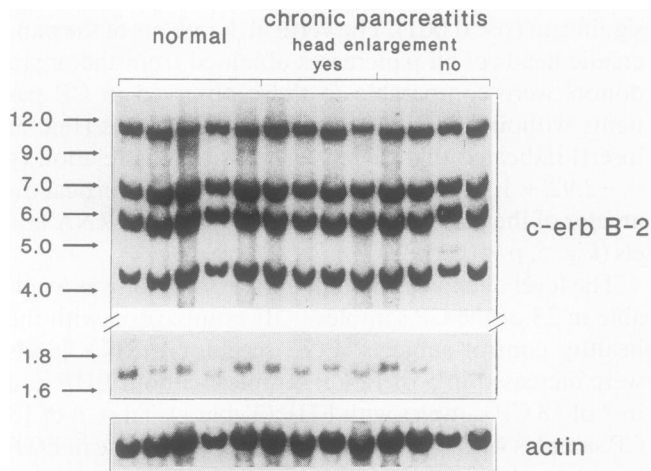 chronic pancreatitis
normal head enlargement
yes no
12.0
9.0
7.0
6.0
c-erb B-2
5.0
4.0
1.8
1.6
actin